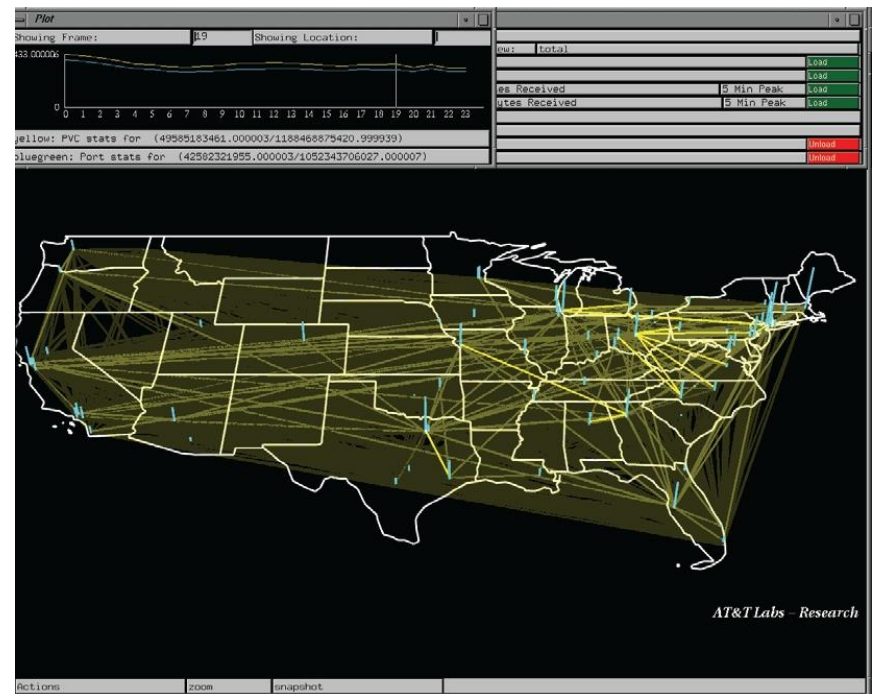 Plot
Showing Frame: 19 Showing Location:
433.000006
0
0 1 2 3 4 5 6 7 8 9 10 11 12 13 14 15 16 17 18 19 20 21 22 23
yellow: PVC stats for (49585183461.000003/1188468875420.999939)
bluegreen: Port stats for (42582321955.000003/1052343706027.000007)
ew: total
Load
Load
es Received 5 Min Peak Load
utes Received 5 Min Peak Load
Unload
Unload
AT&T Labs – Research
Actions zoom snapshot